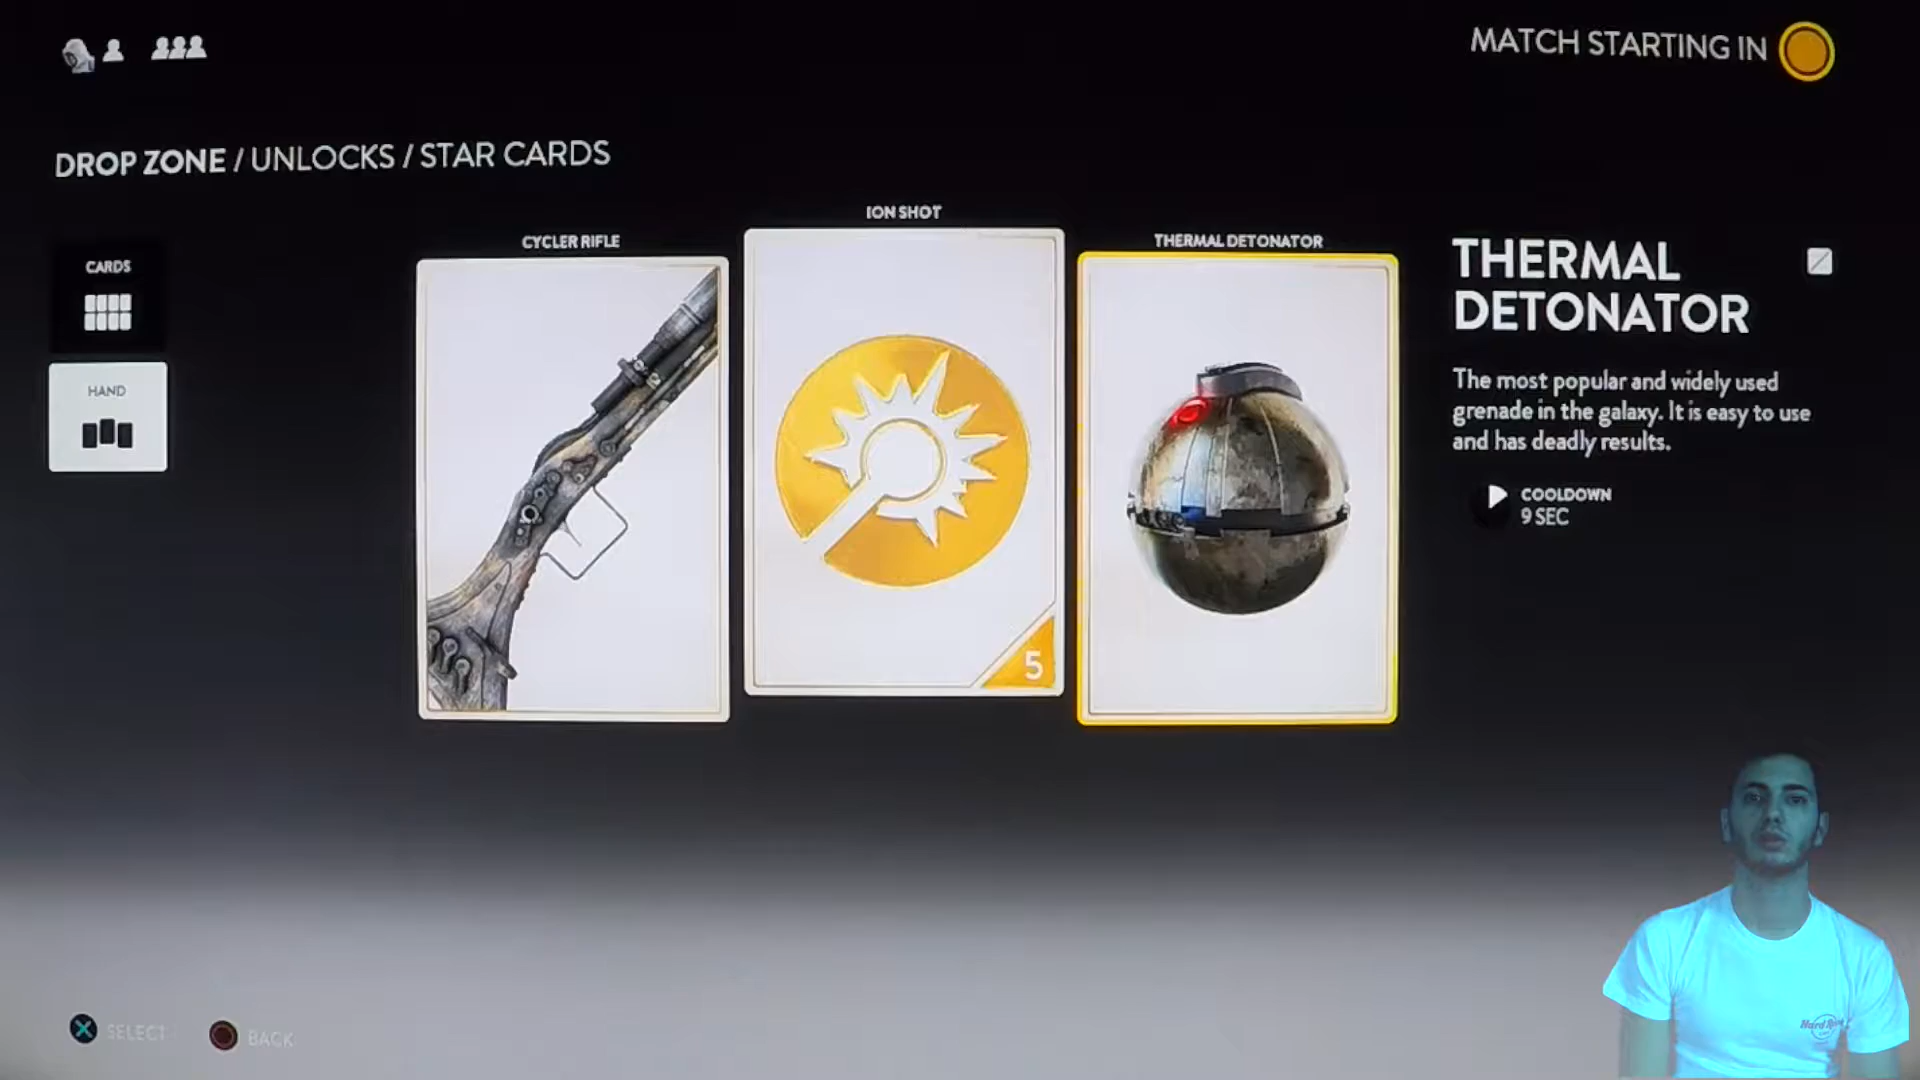 MATCH STARTING IN
DROP ZONE / UNLOCKS / STAR CARDS
CARDS
HAND
CYCLER RIFLE
ION SHOT
5
THERMAL DETONATOR
THERMAL
DETONATOR
The most popular and widely used
grenade in the galaxy. It is easy to use
and has deadly results.
COOLDOWN
9 SEC
SELECT
BACK
Hard Rock